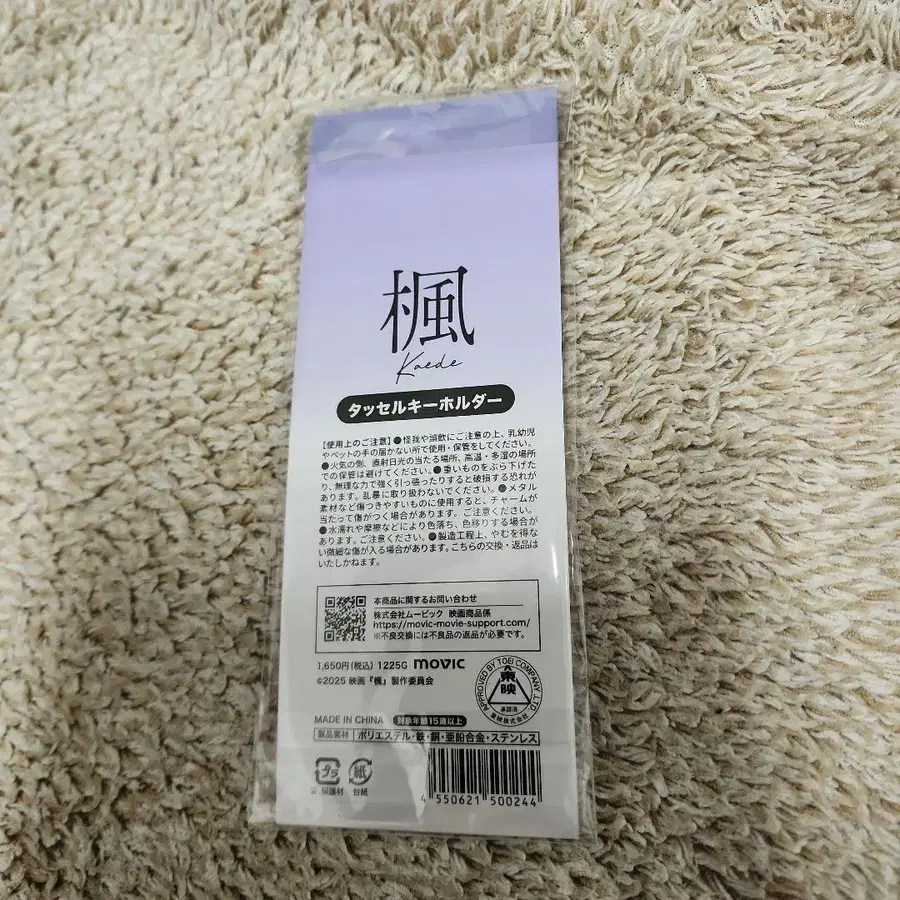 楓
Kaede
タッセルキーホルダー
【使用上のご注意】●怪我や誤飲にご注意の上、乳幼児
やペットの手の届かない所で使用・保管をしてください。
●火気の側、直射日光の当たる場所、高温・多湿の場所
での保管は避けてください。●重いものをぶら下げた
り、無理な力で強く引っ張ったりすると破損する恐れが
あります。乱暴に取り扱わないでください。●メタル
素材など傷つきやすいものに使用すると、チャームが
当たって傷がつく場合があります。ご注意ください。
●水濡れや摩擦などにより色落ち、色移りする場合が
あります。ご注意ください。●製造工程上、やむを得な
い微細な傷が入る場合があります。こちらの交換・返品は
いたしかねます。
本商品に関するお問い合わせ
株式会社ムービック 映画商品係
https://movic-movie-support.com/
※不良交換には不良品の返品が必要です。
1,650円(税込) 1225G movic
©2025 映画『楓』製作委員会
APPROVED BY TOEI COMPANY, LTD.
東映
承認済
東映株式会社
MADE IN CHINA 対象年齢15歳以上
製品素材 ポリエステル・鉄・銅・亜鉛合金・ステンレス
プラ 紙
袋、保護材 台紙
4 550621 500244